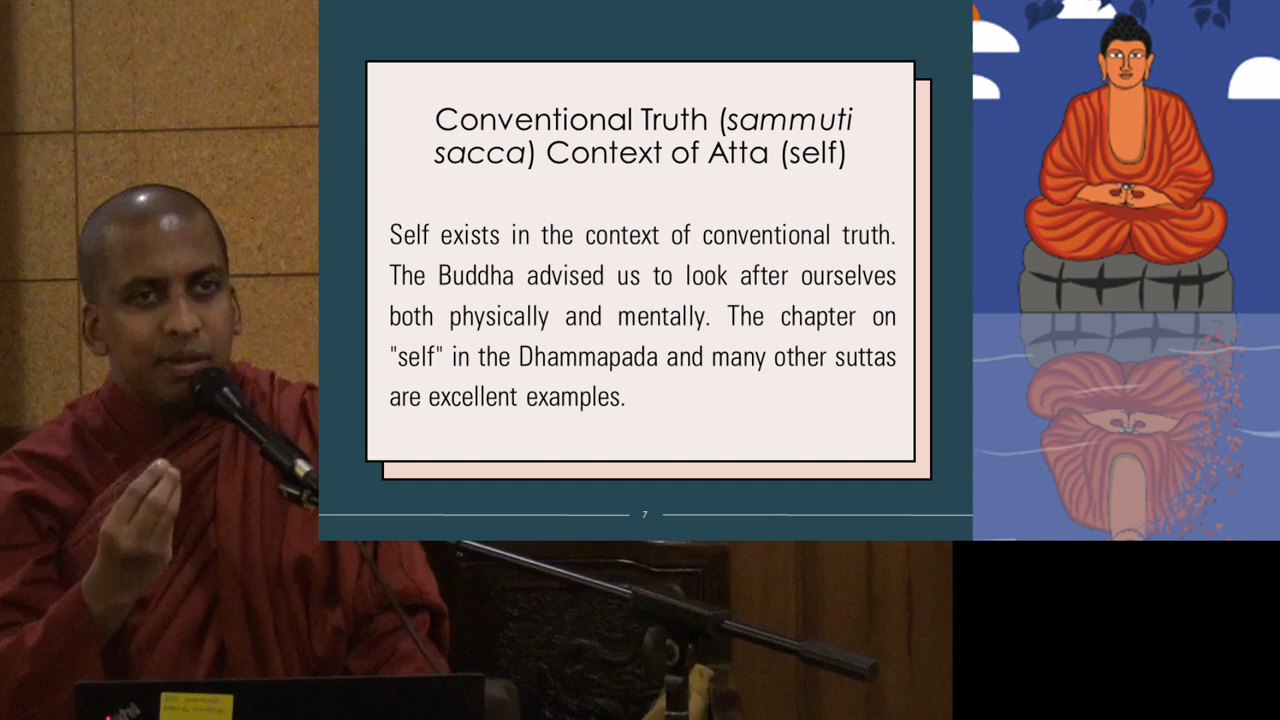 Conventional Truth (sammuti
sacca) Context of Atta (self)
Self exists in the context of conventional truth.
The Buddha advised us to look after ourselves
both physically and mentally. The chapter on
"self" in the Dhammapada and many other suttas
are excellent examples.
7